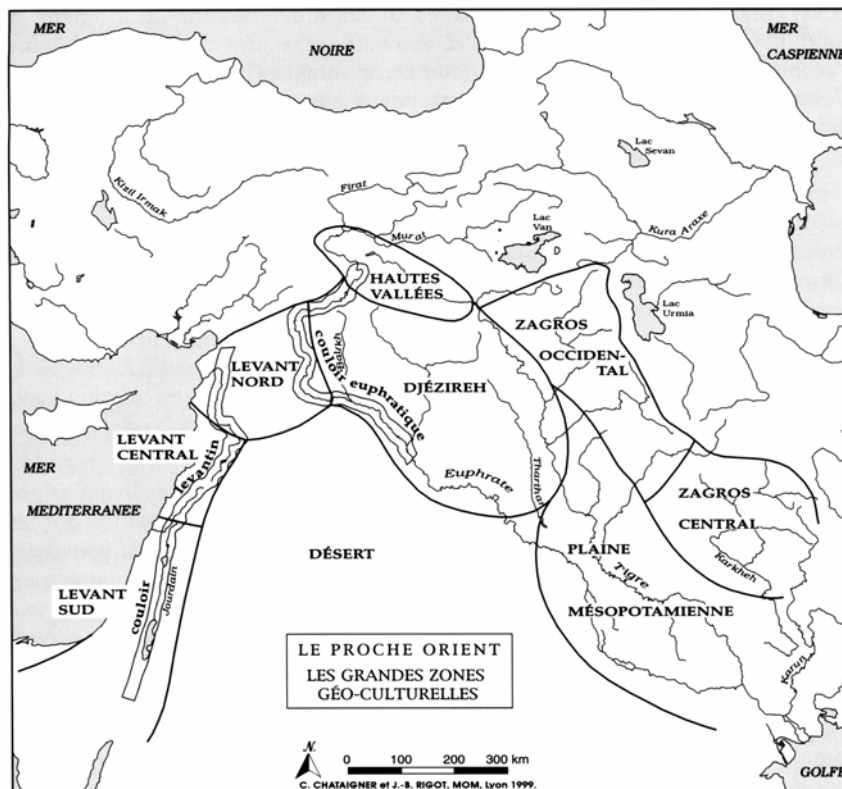 MER
NOIRE
MER
CASPIENNE
Lac
Sevan
Kizil Irmak
Firat
Murat
Lac
Van
Kura Araxe
HAUTES
VALLÉES
Lac
Urmia
ZAGROS
OCCIDEN-
TAL
LEVANT
NORD
couloir euphratique
Balikh
DJÉZIREH
LEVANT
CENTRAL
levantin
MER
MEDITERRANEE
Euphrate
Tharthar
ZAGROS
CENTRAL
DÉSERT
PLAINE
Tigre
Karkheh
MÉSOPOTAMIENNE
LEVANT
SUD
couloir
Jourdain
Karun
LE PROCHE ORIENT
LES GRANDES ZONES
GÉO-CULTURELLES
N
0 100 200 300 km
GOLFE
C. CHATAIGNER et J.-B. RIGOT, MOM, Lyon 1999.